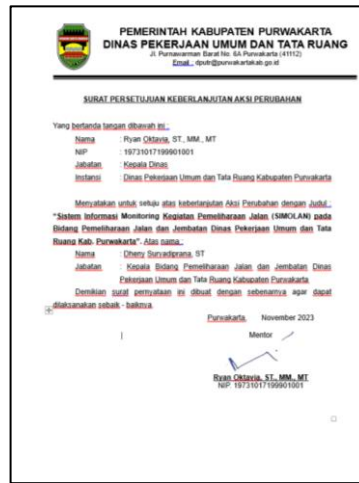 PEMERINTAH KABUPATEN PURWAKARTA
DINAS PEKERJAAN UMUM DAN TATA RUANG
Jl. Purnawarman Barat No. 6A Purwakarta (41112)
Email : dputr@purwakartakab.go.id
SURAT PERSETUJUAN KEBERLANJUTAN AKSI PERUBAHAN
Yang bertanda tangan dibawah ini :
Nama : Ryan Oktavia, ST., MM., MT
NIP : 19731017199901001
Jabatan : Kepala Dinas
Instansi : Dinas Pekerjaan Umum dan Tata Ruang Kabupaten Purwakarta
Menyatakan untuk setuju atas keberlanjutan Aksi Perubahan dengan Judul :
"Sistem Informasi Monitoring Kegiatan Pemeliharaan Jalan (SIMOLAN) pada
Bidang Pemeliharaan Jalan dan Jembatan Dinas Pekerjaan Umum dan Tata
Ruang Kab. Purwakarta". Atas nama :
Nama : Dheny Suryadiprana, ST
Jabatan : Kepala Bidang Pemeliharaan Jalan dan Jembatan Dinas
Pekerjaan Umum dan Tata Ruang Kabupaten Purwakarta
Demikian surat pernyataan ini dibuat dengan sebenarnya agar dapat
dilaksanakan sebaik - baiknya.
Purwakarta, November 2023
Mentor
Ryan Oktavia, ST., MM., MT
NIP. 19731017199901001